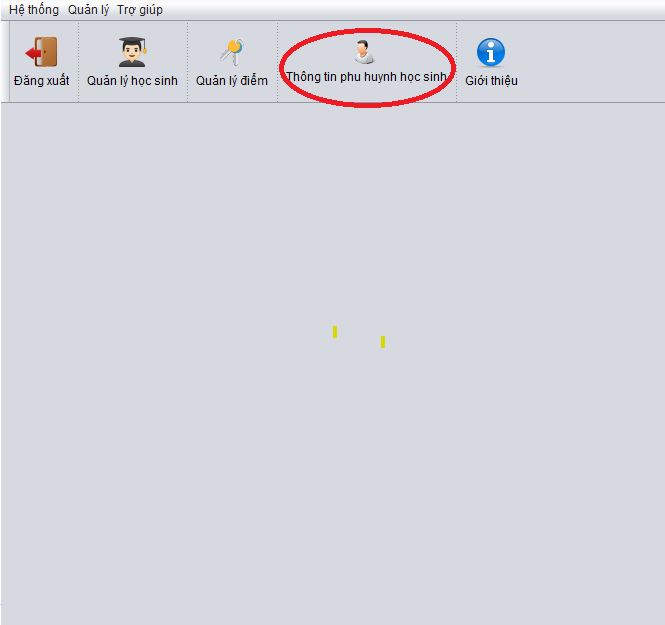 Hệ thống Quản lý Trợ giúp
Đăng xuất Quản lý học sinh Quản lý điểm Thông tin phu huynh học sinh Giới thiệu